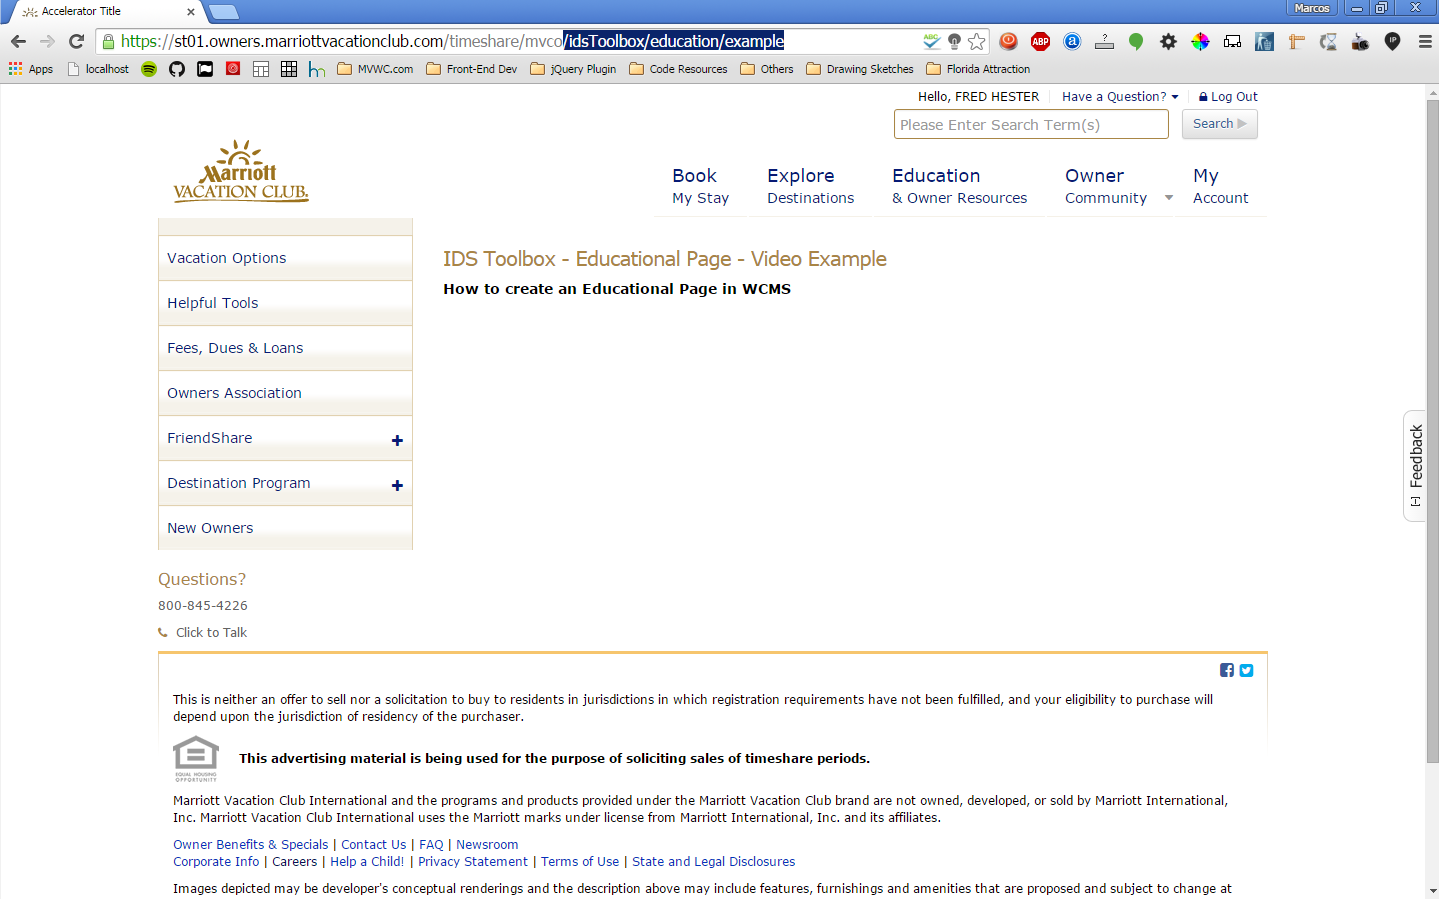 Accelerator Title
Marcos
https://st01.owners.marriottvacationclub.com/timeshare/mvco/idsToolbox/education/example
ABC
ABP
a
?
IP
Apps
localhost
MVWC.com
Front-End Dev
jQuery Plugin
Code Resources
Others
Drawing Sketches
Florida Attraction
Hello, FRED HESTER
Have a Question?
Log Out
Please Enter Search Term(s)
Search
Marriott
VACATION CLUB.
Book
My Stay
Explore
Destinations
Education
& Owner Resources
Owner
Community
My
Account
Vacation Options
Helpful Tools
Fees, Dues & Loans
Owners Association
FriendShare
Destination Program
New Owners
IDS Toolbox - Educational Page - Video Example
How to create an Educational Page in WCMS
[-] Feedback
Questions?
800-845-4226
Click to Talk
This is neither an offer to sell nor a solicitation to buy to residents in jurisdictions in which registration requirements have not been fulfilled, and your eligibility to purchase will
depend upon the jurisdiction of residency of the purchaser.
EQUAL HOUSING
OPPORTUNITY
This advertising material is being used for the purpose of soliciting sales of timeshare periods.
Marriott Vacation Club International and the programs and products provided under the Marriott Vacation Club brand are not owned, developed, or sold by Marriott International,
Inc. Marriott Vacation Club International uses the Marriott marks under license from Marriott International, Inc. and its affiliates.
Owner Benefits & Specials | Contact Us | FAQ | Newsroom
Corporate Info | Careers | Help a Child! | Privacy Statement | Terms of Use | State and Legal Disclosures
Images depicted may be developer's conceptual renderings and the description above may include features, furnishings and amenities that are proposed and subject to change at